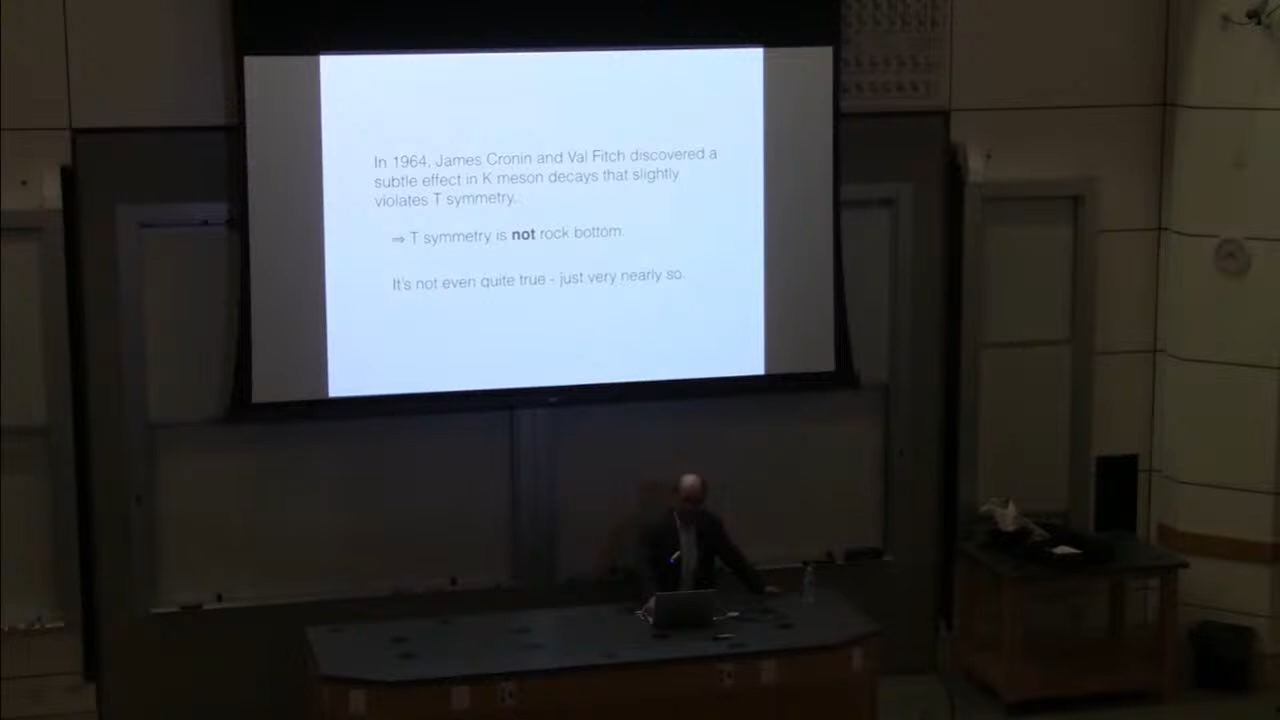 In 1964, James Cronin and Val Fitch discovered a
subtle effect in K meson decays that slightly
violates T symmetry.
⇒ T symmetry is not rock bottom.
It's not even quite true - just very nearly so.